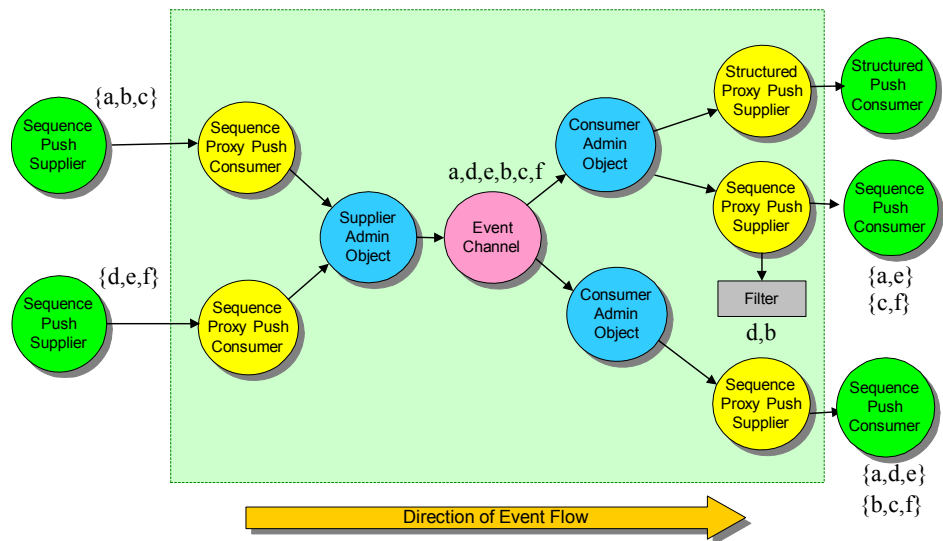 {a,b,c}
Sequence
Push
Supplier
Sequence
Proxy Push
Consumer
{d,e,f}
Sequence
Push
Supplier
Sequence
Proxy Push
Consumer
Supplier
Admin
Object
a,d,e,b,c,f
Event
Channel
Consumer
Admin
Object
Consumer
Admin
Object
Structured
Proxy Push
Supplier
Structured
Push
Consumer
Sequence
Proxy Push
Supplier
Sequence
Push
Consumer
{a,e}
{c,f}
Filter
d,b
Sequence
Proxy Push
Supplier
Sequence
Push
Consumer
{a,d,e}
{b,c,f}
Direction of Event Flow